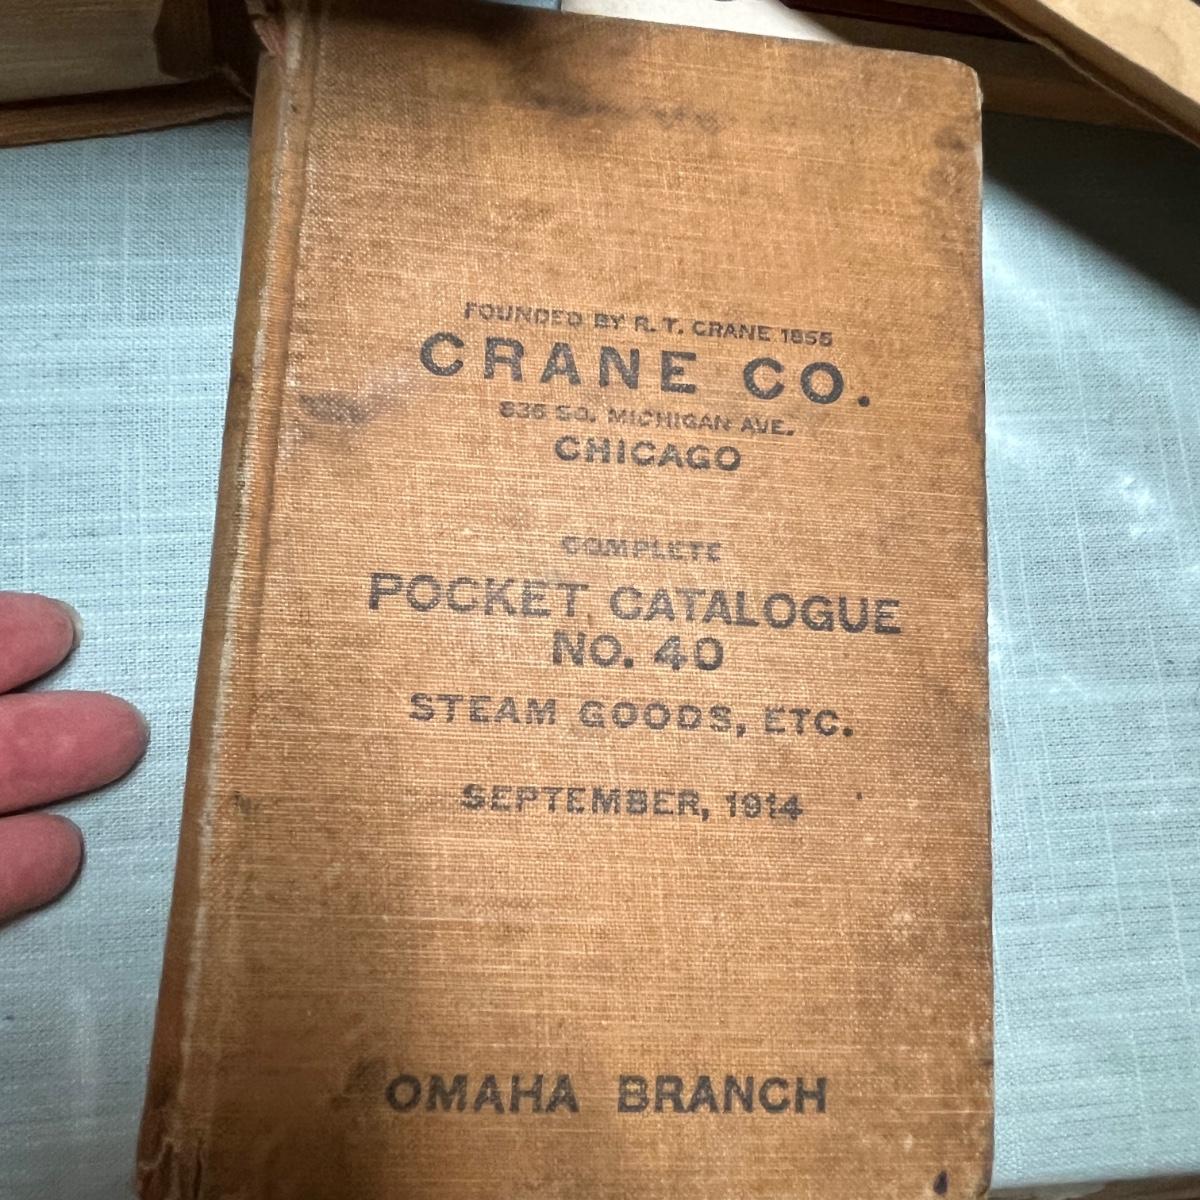 FOUNDED BY R. T. CRANE 1855
CRANE CO.
836 SO. MICHIGAN AVE.
CHICAGO
COMPLETE
POCKET CATALOGUE
NO. 40
STEAM GOODS, ETC.
SEPTEMBER, 1914
OMAHA BRANCH